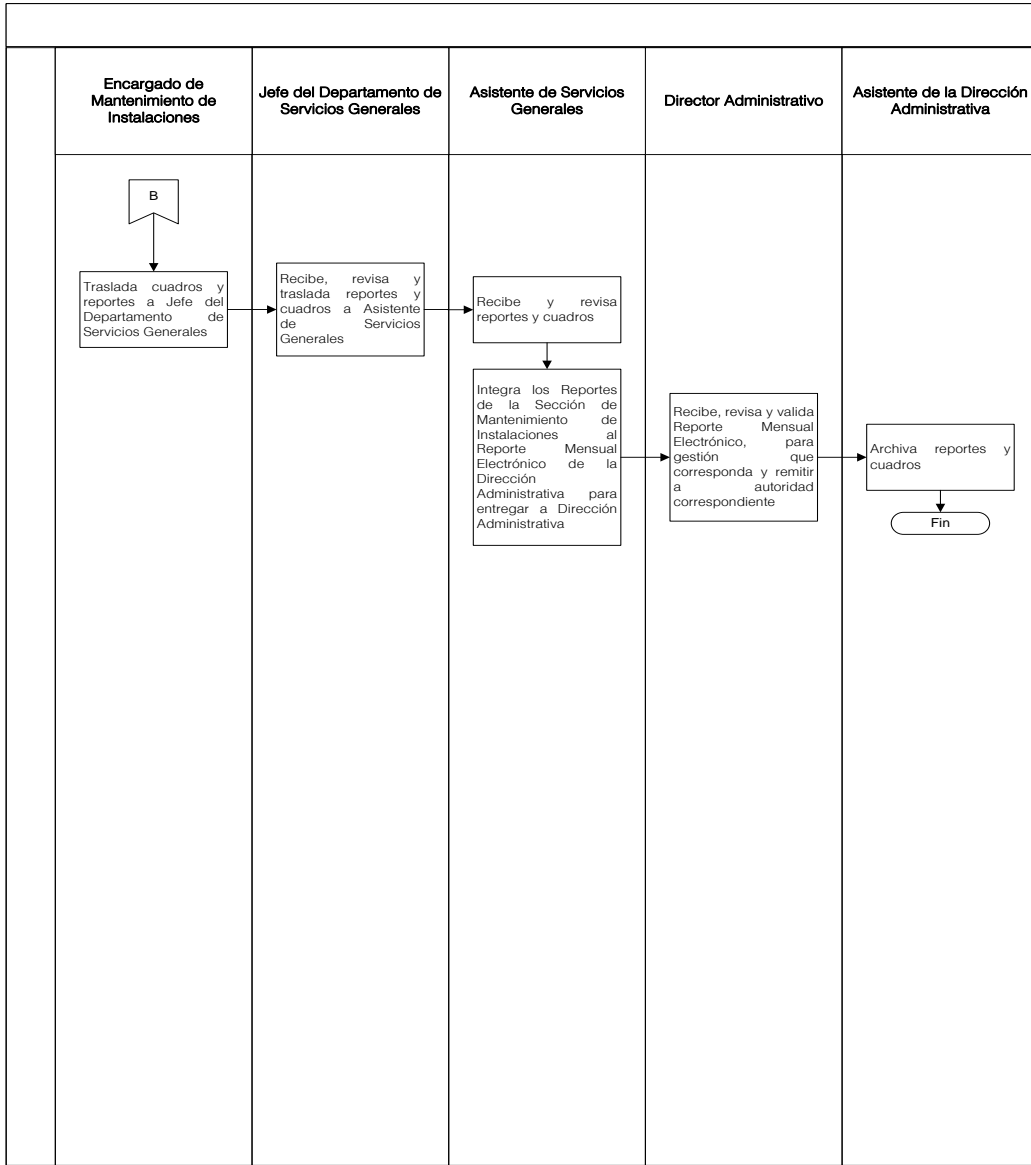 Encargado de
Mantenimiento de
Instalaciones
Jefe del Departamento de
Servicios Generales
Asistente de Servicios
Generales
Director Administrativo
Asistente de la Dirección
Administrativa
B
Traslada cuadros y
reportes a Jefe del
Departamento de
Servicios Generales
Recibe, revisa y
traslada reportes y
cuadros a Asistente
de Servicios
Generales
Recibe y revisa
reportes y cuadros
Integra los Reportes
de la Sección de
Mantenimiento de
Instalaciones al
Reporte Mensual
Electrónico de la
Dirección
Administrativa para
entregar a Dirección
Administrativa
Recibe, revisa y valida
Reporte Mensual
Electrónico, para
gestión que
corresponda y remitir
a autoridad
correspondiente
Archiva reportes y
cuadros
Fin